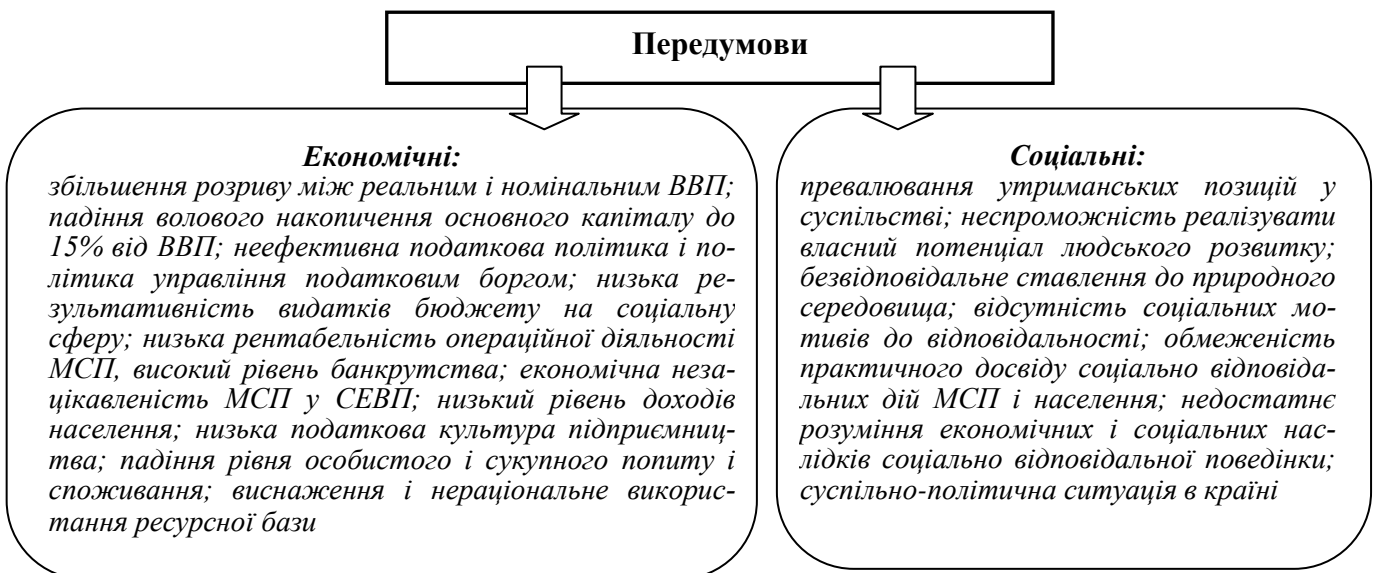 Передумови
Економічні:
збільшення розриву між реальним і номінальним ВВП;
падіння волового накопичення основного капіталу до
15% від ВВП; неефективна податкова політика і по-
літика управління податковим боргом; низька ре-
зультативність видатків бюджету на соціальну
сферу; низька рентабельність операційної діяльності
МСП, високий рівень банкрутства; економічна неза-
цікавленість МСП у СЕВП; низький рівень доходів
населення; низька податкова культура підприємниц-
тва; падіння рівня особистого і сукупного попиту і
споживання; виснаження і нераціональне викорис-
тання ресурсної бази
Соціальні:
превалювання утриманських позицій у
суспільстві; неспроможність реалізувати
власний потенціал людського розвитку;
безвідповідальне ставлення до природного
середовища; відсутність соціальних мо-
тивів до відповідальності; обмеженість
практичного досвіду соціально відповіда-
льних дій МСП і населення; недостатнє
розуміння економічних і соціальних нас-
лідків соціально відповідальної поведінки;
суспільно-політична ситуація в країні